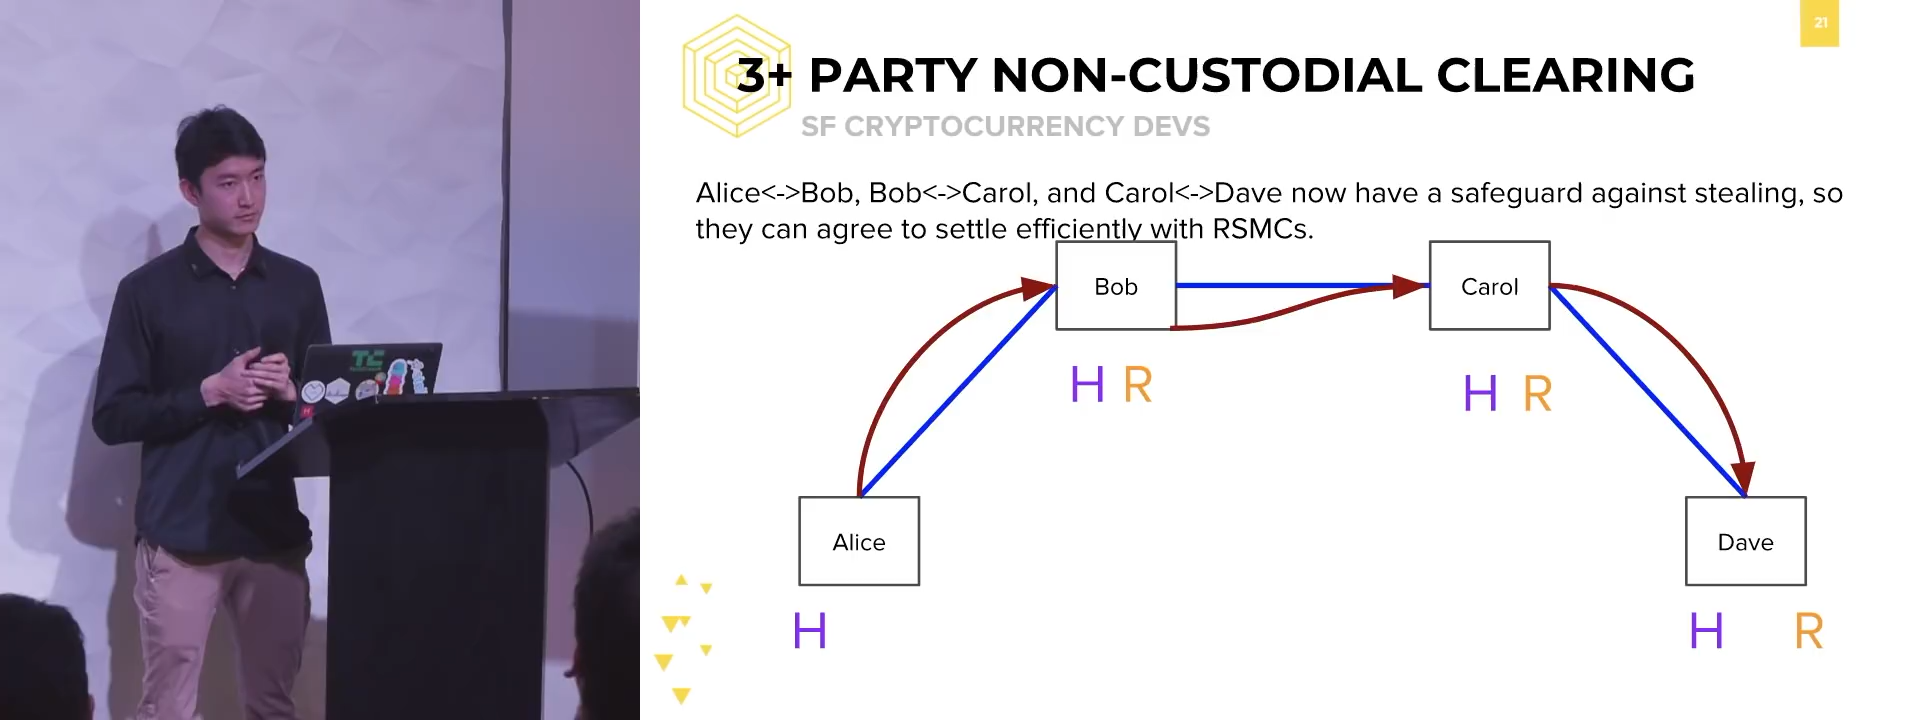 21
3+ PARTY NON-CUSTODIAL CLEARING
SF CRYPTOCURRENCY DEVS
Alice<->Bob, Bob<->Carol, and Carol<->Dave now have a safeguard against stealing, so
they can agree to settle efficiently with RSMCs.
Bob
Carol
H R
H R
Alice
Dave
H
H R
TC